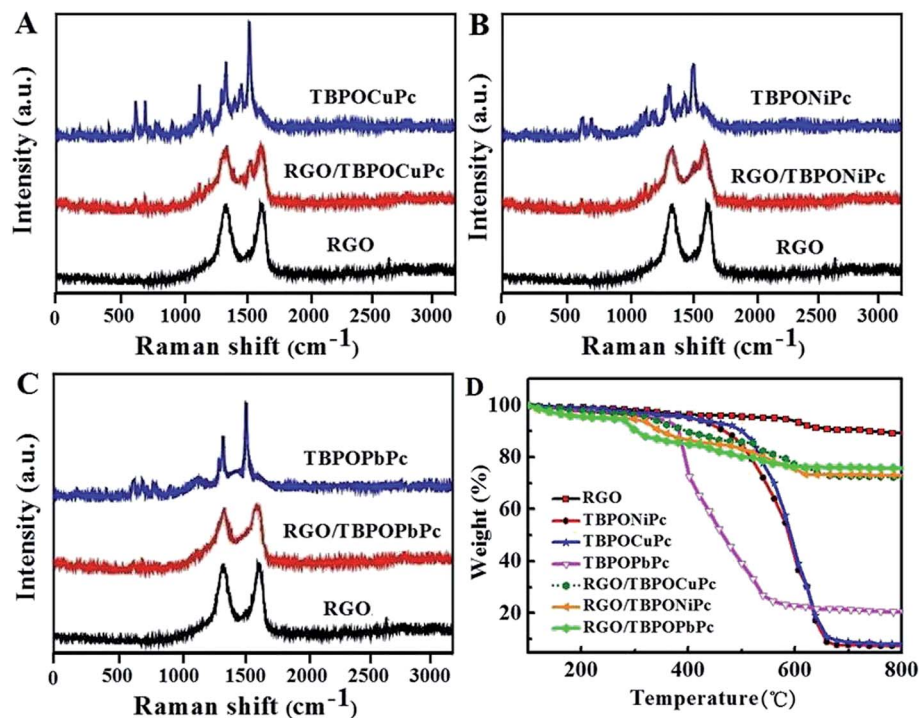 A
Intensity (a.u.)
TBPOCuPc
RGO/TBPOCuPc
RGO
0 500 1000 1500 2000 2500 3000
Raman shift (cm-1)
B
Intensity (a.u.)
TBPONiPc
RGO/TBPONiPc
RGO
0 500 1000 1500 2000 2500 3000
Raman shift (cm-1)
C
Intensity (a.u.)
TBPOPbPc
RGO/TBPOPbPc
RGO
0 500 1000 1500 2000 2500 3000
Raman shift (cm-1)
D
Weight (%)
100
80
60
40
20
RGO
TBPONiPc
TBPOCuPc
TBPOPbPc
RGO/TBPOCuPc
RGO/TBPONiPc
RGO/TBPOPbPc
200 400 600 800
Temperature(℃)